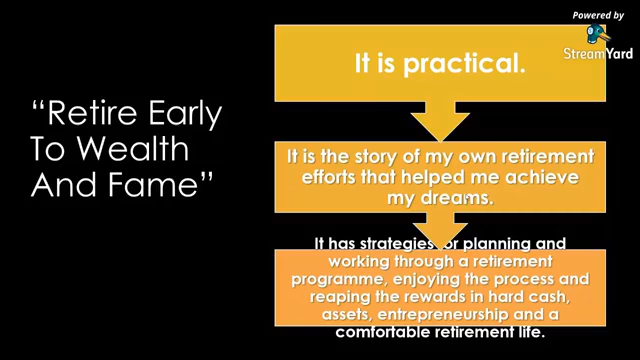 Powered by
StreamYard
“Retire Early
To Wealth
And Fame”
It is practical.
It is the story of my own retirement
efforts that helped me achieve
my dreams.
It has strategies for planning and
working through a retirement
programme, enjoying the process and
reaping the rewards in hard cash,
assets, entrepreneurship and a
comfortable retirement life.